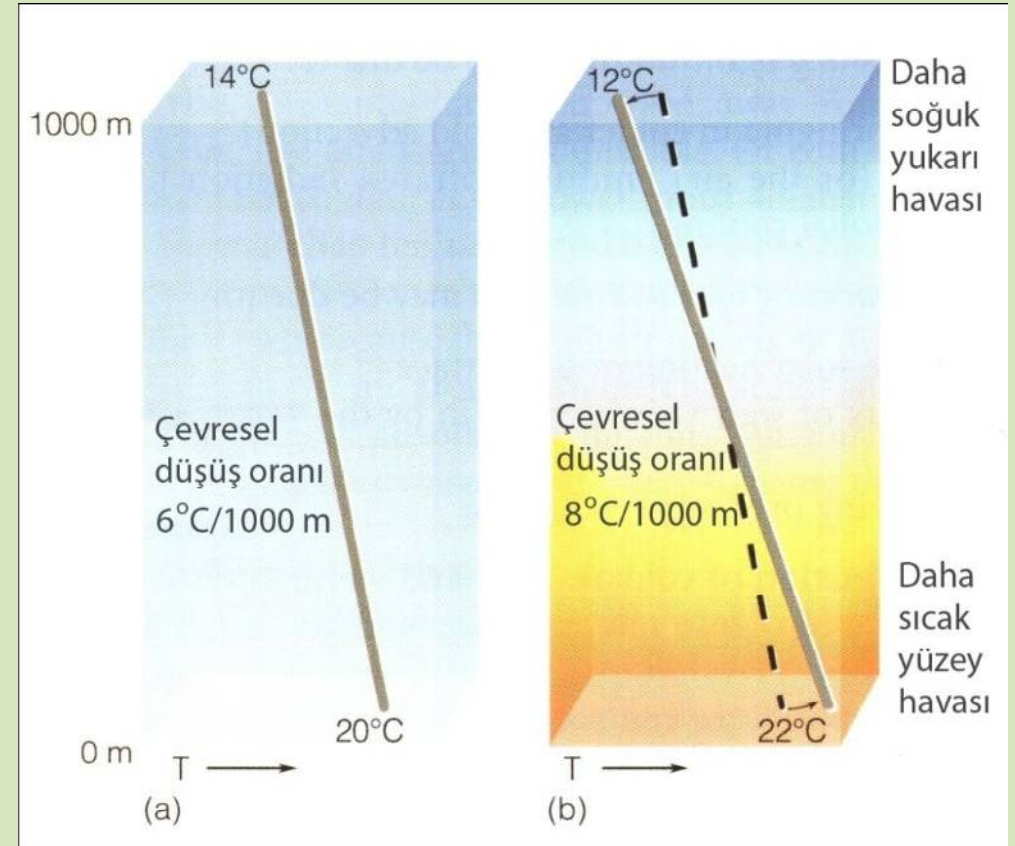 14°C
1000 m
Çevresel
düşüş oranı
6°C/1000 m
20°C
0 m
T
(a)
12°C
Daha
soğuk
yukarı
havası
Çevresel
düşüş oranı
8°C/1000 m
Daha
sıcak
yüzey
havası
22°C
T
(b)